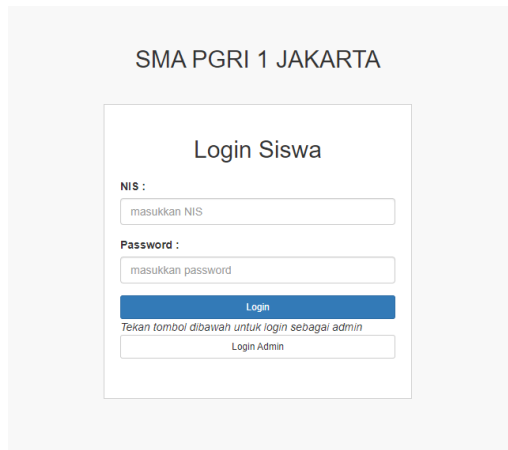 SMA PGRI 1 JAKARTA
Login Siswa
NIS :
masukkan NIS
Password :
masukkan password
Login
Tekan tombol dibawah untuk login sebagai admin
Login Admin